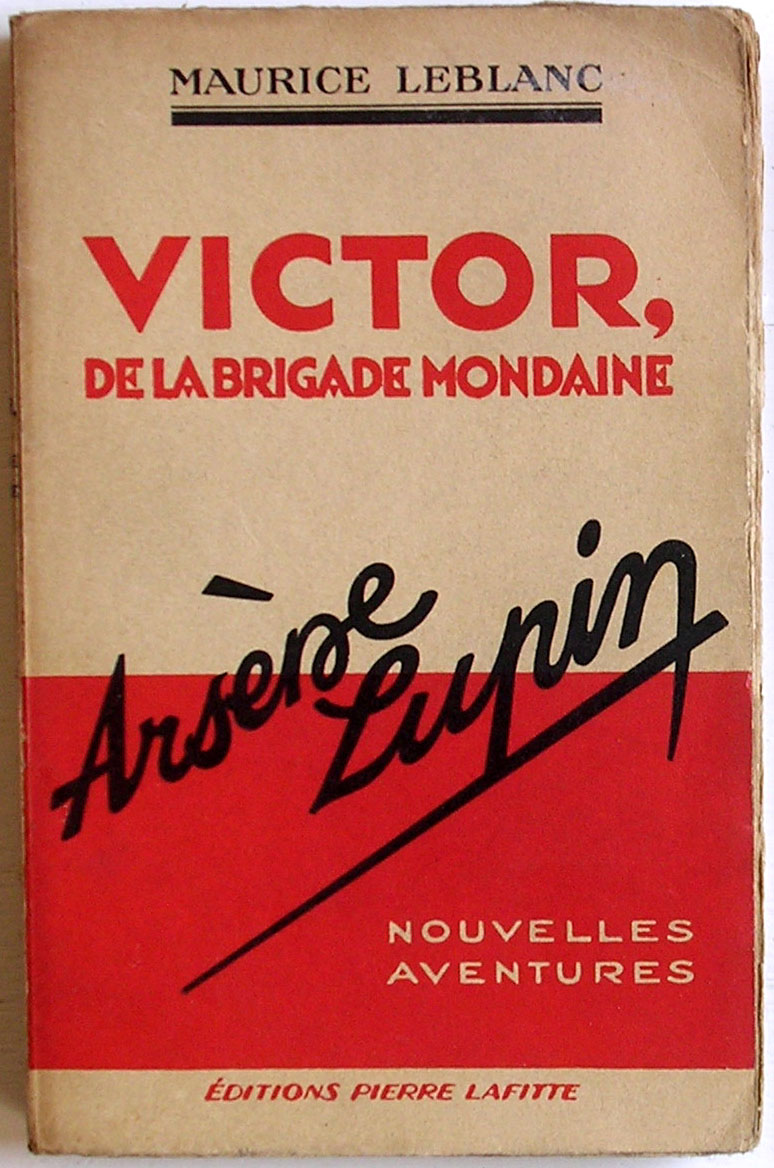 MAURICE LEBLANC
VICTOR,
DE LA BRIGADE MONDAINE
Arsène
Lupin
NOUVELLES
AVENTURES
ÉDITIONS PIERRE LAFITTE